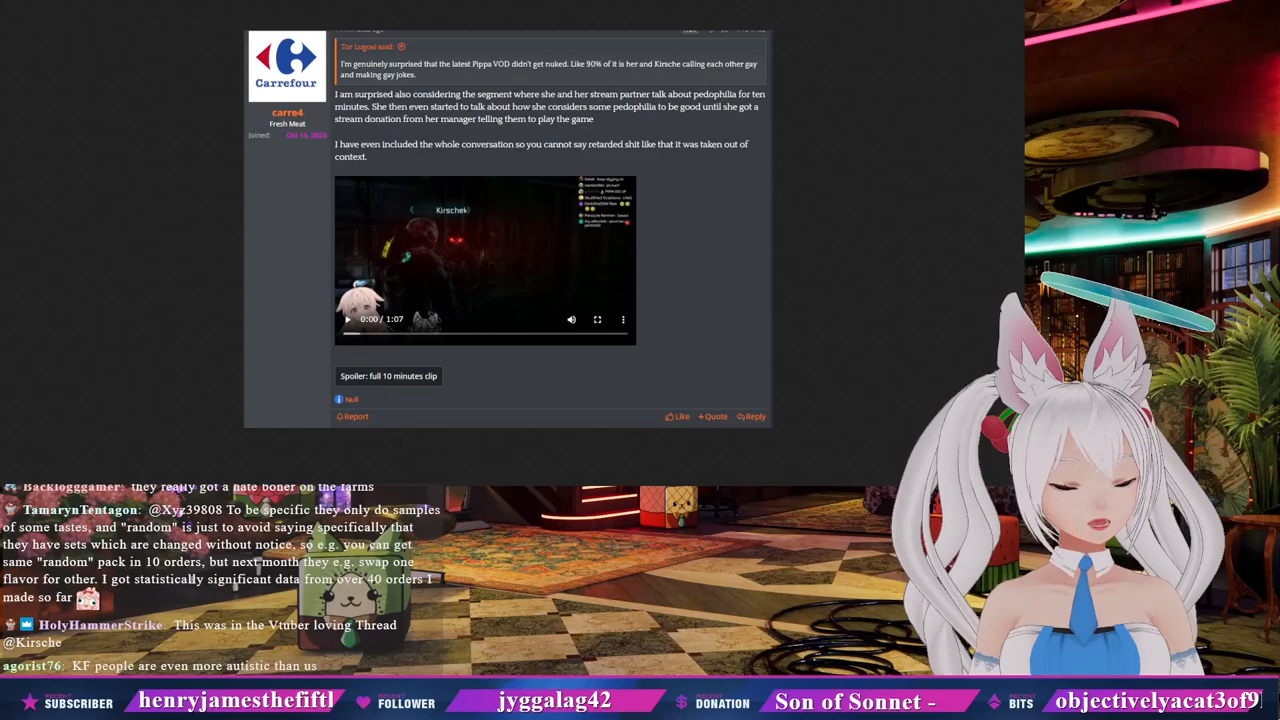 Carrefour
carre4
Fresh Meat
Joined: Oct 15, 2023
Tor Lugosi said:
I'm genuinely surprised that the latest Pippa VOD didn't get nuked. Like 90% of it is her and Kirsche calling each other gay
and making gay jokes.
I am surprised also considering the segment where she and her stream partner talk about pedophilia for ten
minutes. She then even started to talk about how she considers some pedophilia to be good until she got a
stream donation from her manager telling them to play the game
I have even included the whole conversation so you cannot say retarded shit like that it was taken out of
context.
Kirschek
0:00 / 1:07
Spoiler: full 10 minutes clip
Null
Report
Like
+Quote
Reply
Backlogggamer: they really got a hate boner on the farms
TamarynTentagon: @Xyz39808 To be specific they only do samples
of some tastes, and "random" is just to avoid saying specifically that
they have sets which are changed without notice, so e.g. you can get
same "random" pack in 10 orders, but next month they e.g. swap one
flavor for other. I got statistically significant data from over 40 orders I
made so far
HolyHammerStrike: This was in the Vtuber loving Thread
@Kirsche
agorist76: KF people are even more autistic than us
RECENT
SUBSCRIBER
henryjamesthefiftl
RECENT
FOLLOWER
jyggalag42
RECENT
DONATION
Son of Sonnet -
RECENT
BITS
objectivelyacat3of9